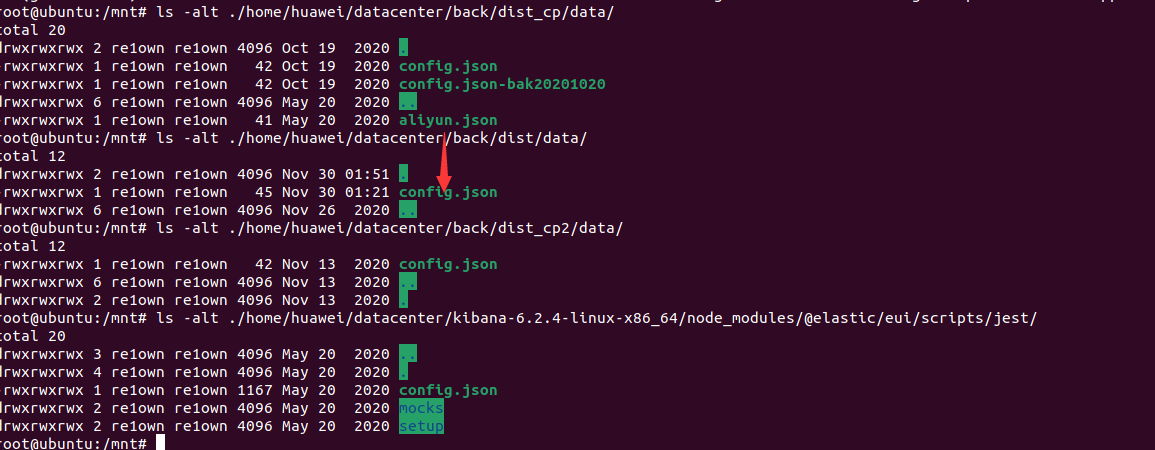 root@ubuntu:/mnt# ls -alt ./home/huawei/datacenter/back/dist_cp/data/
total 20
drwxrwxrwx 2 re1own re1own 4096 Oct 19  2020 .
-rwxrwxrwx 1 re1own re1own   42 Oct 19  2020 config.json
-rwxrwxrwx 1 re1own re1own   42 Oct 19  2020 config.json-bak20201020
drwxrwxrwx 6 re1own re1own 4096 May 20  2020 ..
-rwxrwxrwx 1 re1own re1own   41 May 20  2020 aliyun.json
root@ubuntu:/mnt# ls -alt ./home/huawei/datacenter/back/dist/data/
total 12
drwxrwxrwx 2 re1own re1own 4096 Nov 30 01:51 .
-rwxrwxrwx 1 re1own re1own   45 Nov 30 01:21 config.json
drwxrwxrwx 6 re1own re1own 4096 Nov 26  2020 ..
root@ubuntu:/mnt# ls -alt ./home/huawei/datacenter/back/dist_cp2/data/
total 12
-rwxrwxrwx 1 re1own re1own   42 Nov 13  2020 config.json
drwxrwxrwx 6 re1own re1own 4096 Nov 13  2020 ..
drwxrwxrwx 2 re1own re1own 4096 Nov 13  2020 .
root@ubuntu:/mnt# ls -alt ./home/huawei/datacenter/kibana-6.2.4-linux-x86_64/node_modules/@elastic/eui/scripts/jest/
total 20
drwxrwxrwx 3 re1own re1own 4096 May 20  2020 ..
drwxrwxrwx 4 re1own re1own 4096 May 20  2020 .
-rwxrwxrwx 1 re1own re1own 1167 May 20  2020 config.json
drwxrwxrwx 2 re1own re1own 4096 May 20  2020 mocks
drwxrwxrwx 2 re1own re1own 4096 May 20  2020 setup
root@ubuntu:/mnt#